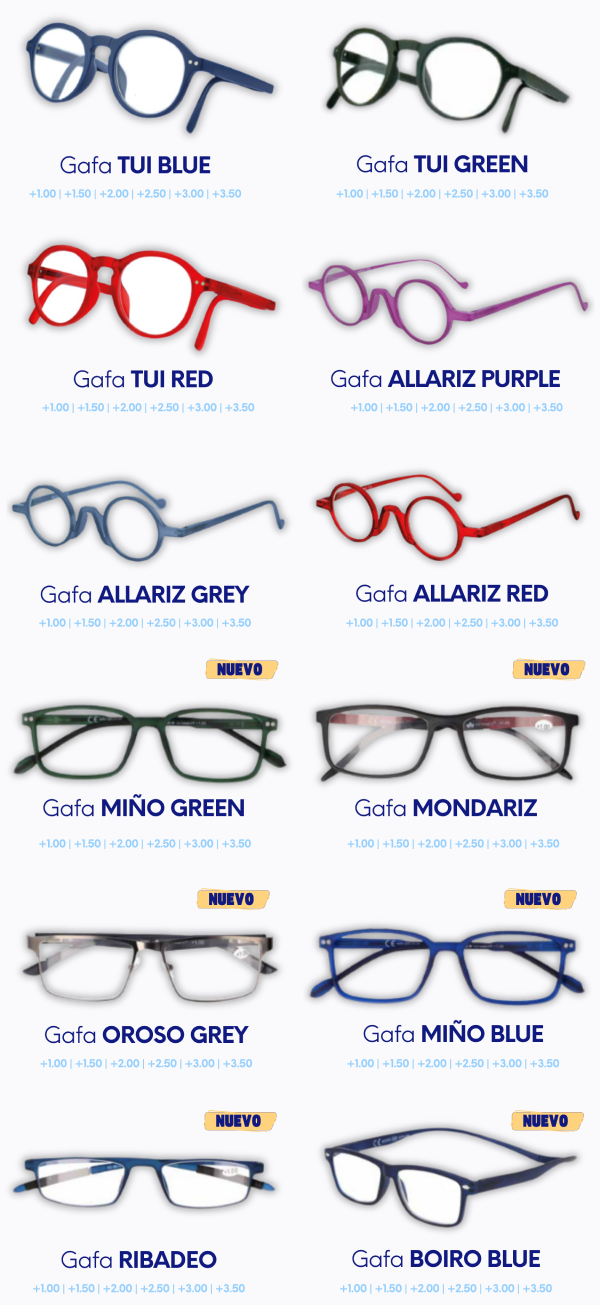 Gafa TUI BLUE
+1.00 | +1.50 | +2.00 | +2.50 | +3.00 | +3.50
Gafa TUI GREEN
+1.00 | +1.50 | +2.00 | +2.50 | +3.00 | +3.50
Gafa TUI RED
+1.00 | +1.50 | +2.00 | +2.50 | +3.00 | +3.50
Gafa ALLARIZ PURPLE
+1.00 | +1.50 | +2.00 | +2.50 | +3.00 | +3.50
Gafa ALLARIZ GREY
+1.00 | +1.50 | +2.00 | +2.50 | +3.00 | +3.50
Gafa ALLARIZ RED
+1.00 | +1.50 | +2.00 | +2.50 | +3.00 | +3.50
NUEVO
Gafa MIÑO GREEN
+1.00 | +1.50 | +2.00 | +2.50 | +3.00 | +3.50
NUEVO
Gafa MONDARIZ
+1.00 | +1.50 | +2.00 | +2.50 | +3.00 | +3.50
NUEVO
Gafa OROSO GREY
+1.00 | +1.50 | +2.00 | +2.50 | +3.00 | +3.50
NUEVO
Gafa MIÑO BLUE
+1.00 | +1.50 | +2.00 | +2.50 | +3.00 | +3.50
NUEVO
Gafa RIBADEO
+1.00 | +1.50 | +2.00 | +2.50 | +3.00 | +3.50
NUEVO
Gafa BOIRO BLUE
+1.00 | +1.50 | +2.00 | +2.50 | +3.00 | +3.50